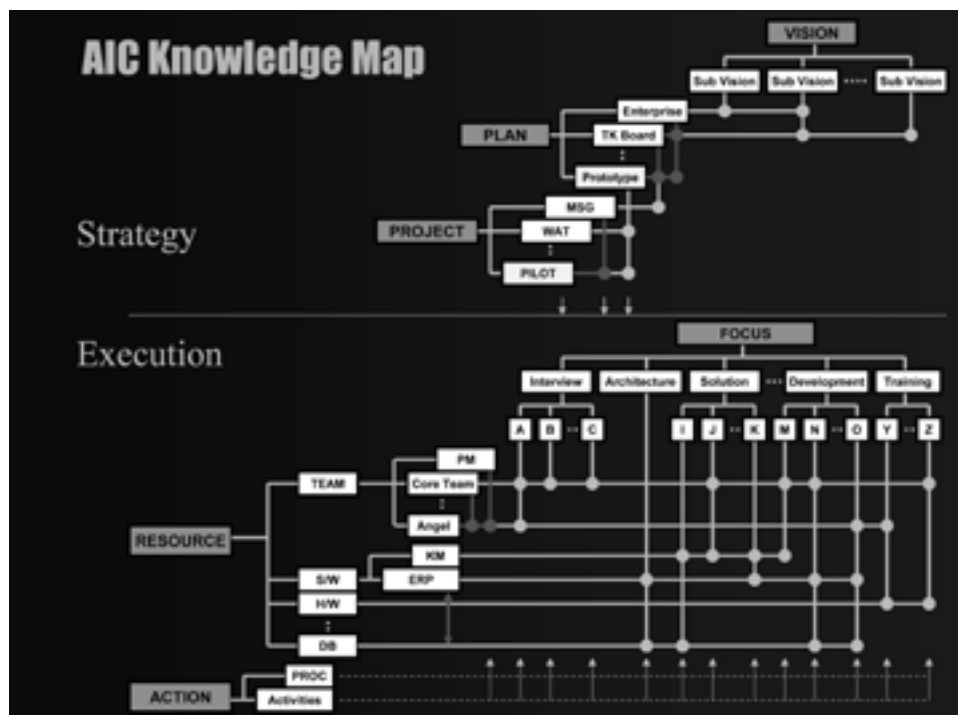 AIC Knowledge Map
VISION
Sub Vision Sub Vision Sub Vision
Enterprise
PLAN TK Board
Prototype
MSG
Strategy PROJECT WAT
PILOT
FOCUS
Execution
Interview Architecture Solution Development Training
A B C I J K M N O Y Z
PM
TEAM Core Team
Angel
RESOURCE
KM
S/W ERP
H/W
DB
PROC
ACTION Activities